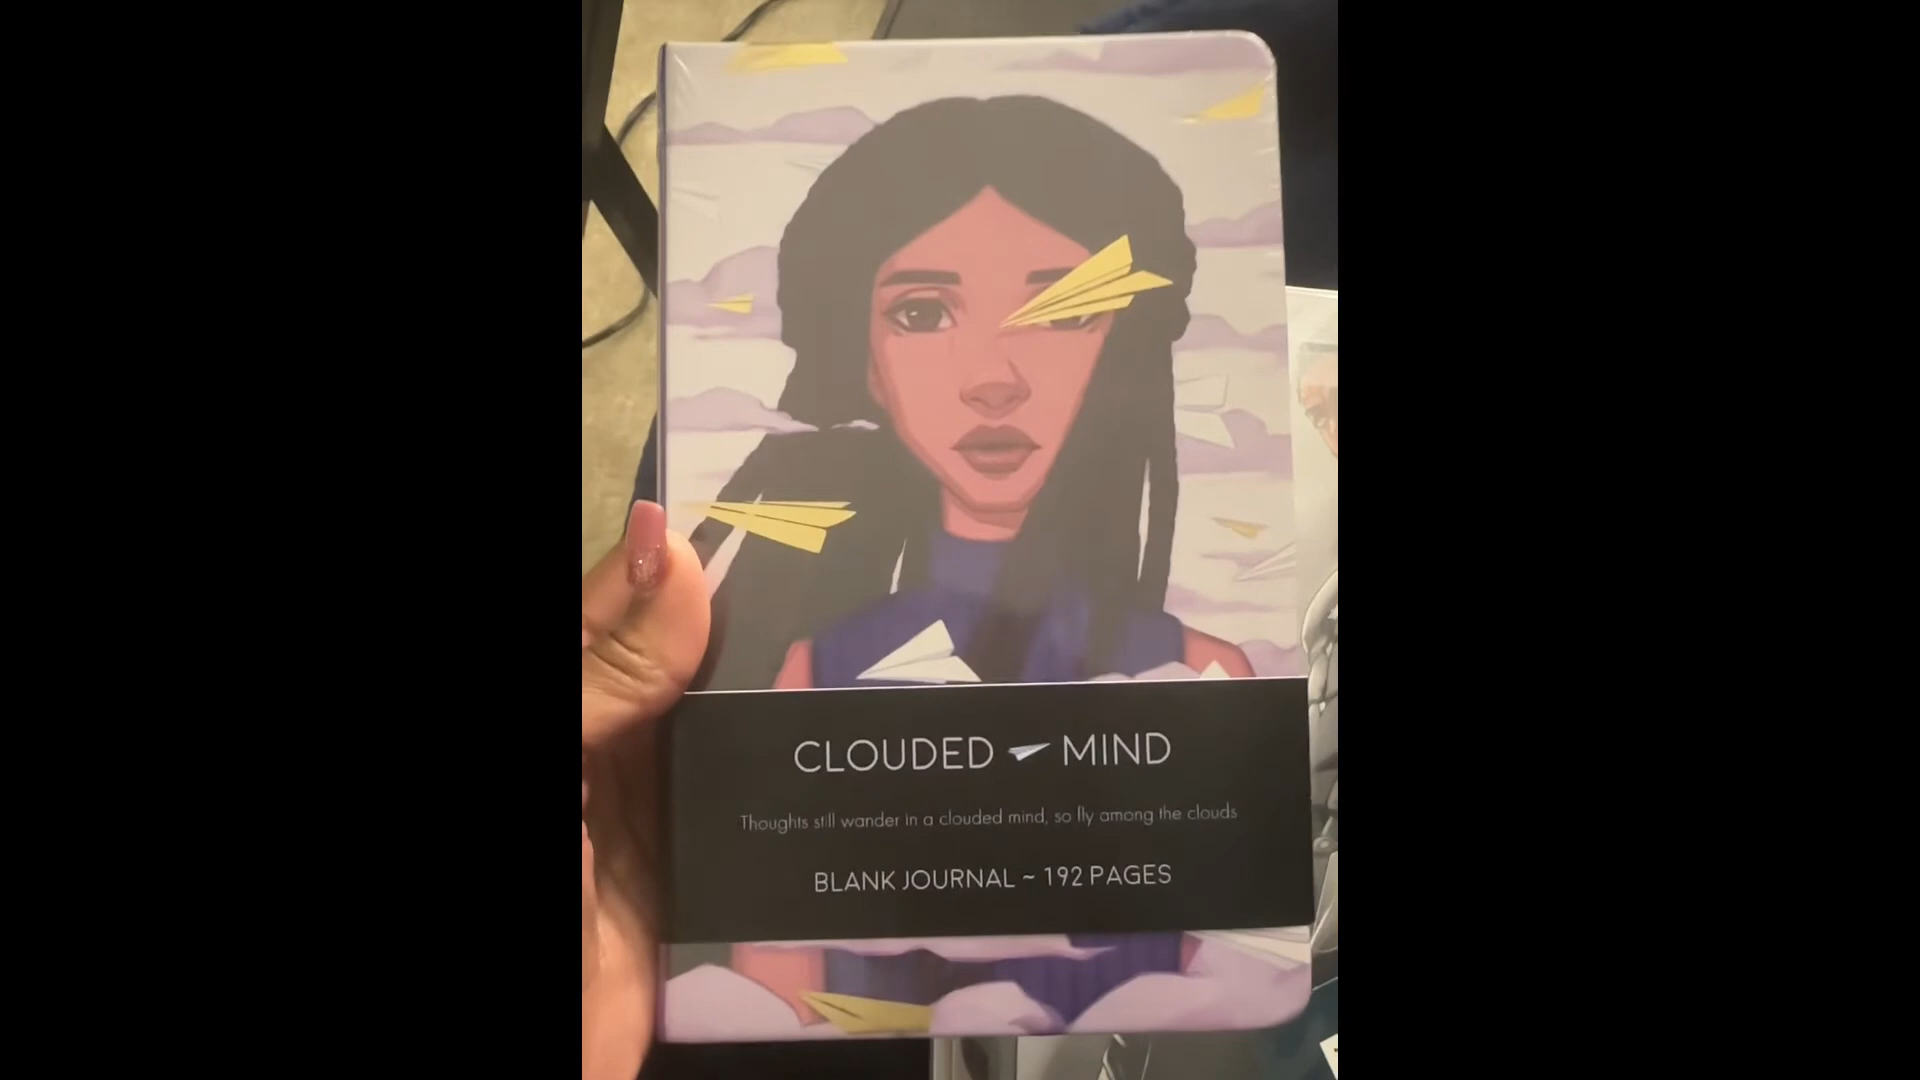 CLOUDED MIND
Thoughts still wander in a clouded mind, so fly among the clouds
BLANK JOURNAL ~ 192 PAGES